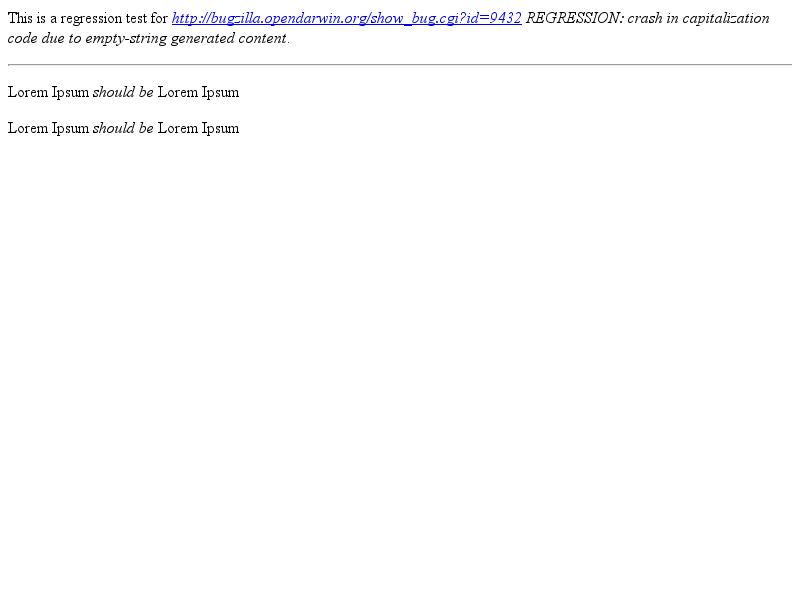 This is a regression test for http://bugzilla.opendarwin.org/show_bug.cgi?id=9432 REGRESSION: crash in capitalization
code due to empty-string generated content.
Lorem Ipsum should be Lorem Ipsum
Lorem Ipsum should be Lorem Ipsum